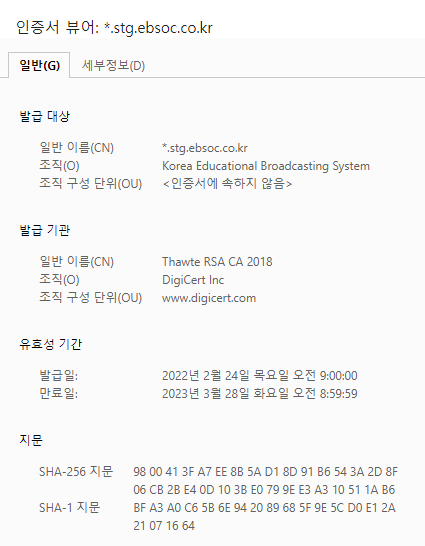 인증서 뷰어: *.stg.ebsoc.co.kr
일반(G) 세부정보(D)
발급 대상
일반 이름(CN) *.stg.ebsoc.co.kr
조직(O) Korea Educational Broadcasting System
조직 구성 단위(OU) <인증서에 속하지 않음>
발급 기관
일반 이름(CN) Thawte RSA CA 2018
조직(O) DigiCert Inc
조직 구성 단위(OU) www.digicert.com
유효성 기간
발급일: 2022년 2월 24일 목요일 오전 9:00:00
만료일: 2023년 3월 28일 화요일 오전 8:59:59
지문
SHA-256 지문 98 00 41 3F A7 EE 8B 5A D1 8D 91 B6 54 3A 2D 8F
06 CB 2B E4 0D 10 3B E0 79 9E E3 A3 10 51 1A B6
SHA-1 지문 BF A3 A0 C6 5B 6E 94 20 89 68 5F 9E 5C D0 E1 2A
21 07 16 64